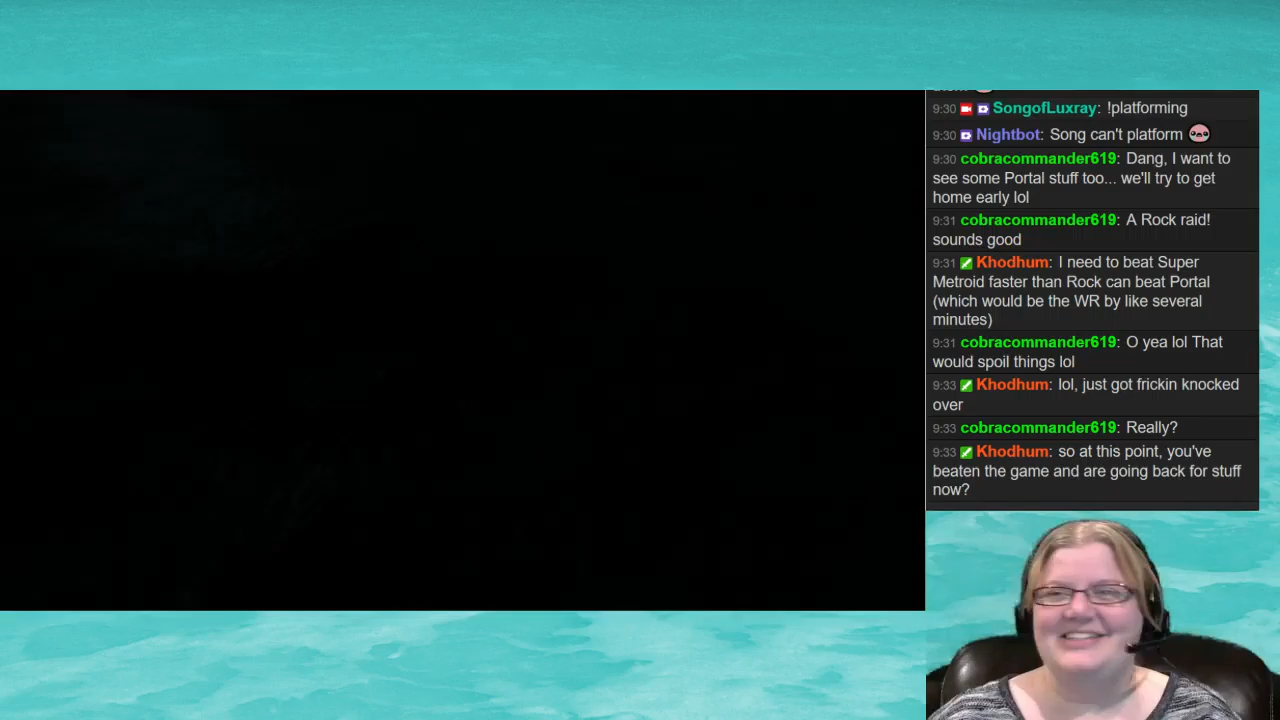 9:30 SongofLuxray: !platforming
9:30 Nightbot: Song can't platform
9:30 cobracommander619: Dang, I want to
see some Portal stuff too... we'll try to get
home early lol
9:31 cobracommander619: A Rock raid!
sounds good
9:31 Khodhum: I need to beat Super
Metroid faster than Rock can beat Portal
(which would be the WR by like several
minutes)
9:31 cobracommander619: O yea lol That
would spoil things lol
9:33 Khodhum: lol, just got frickin knocked
over
9:33 cobracommander619: Really?
9:33 Khodhum: so at this point, you've
beaten the game and are going back for stuff
now?